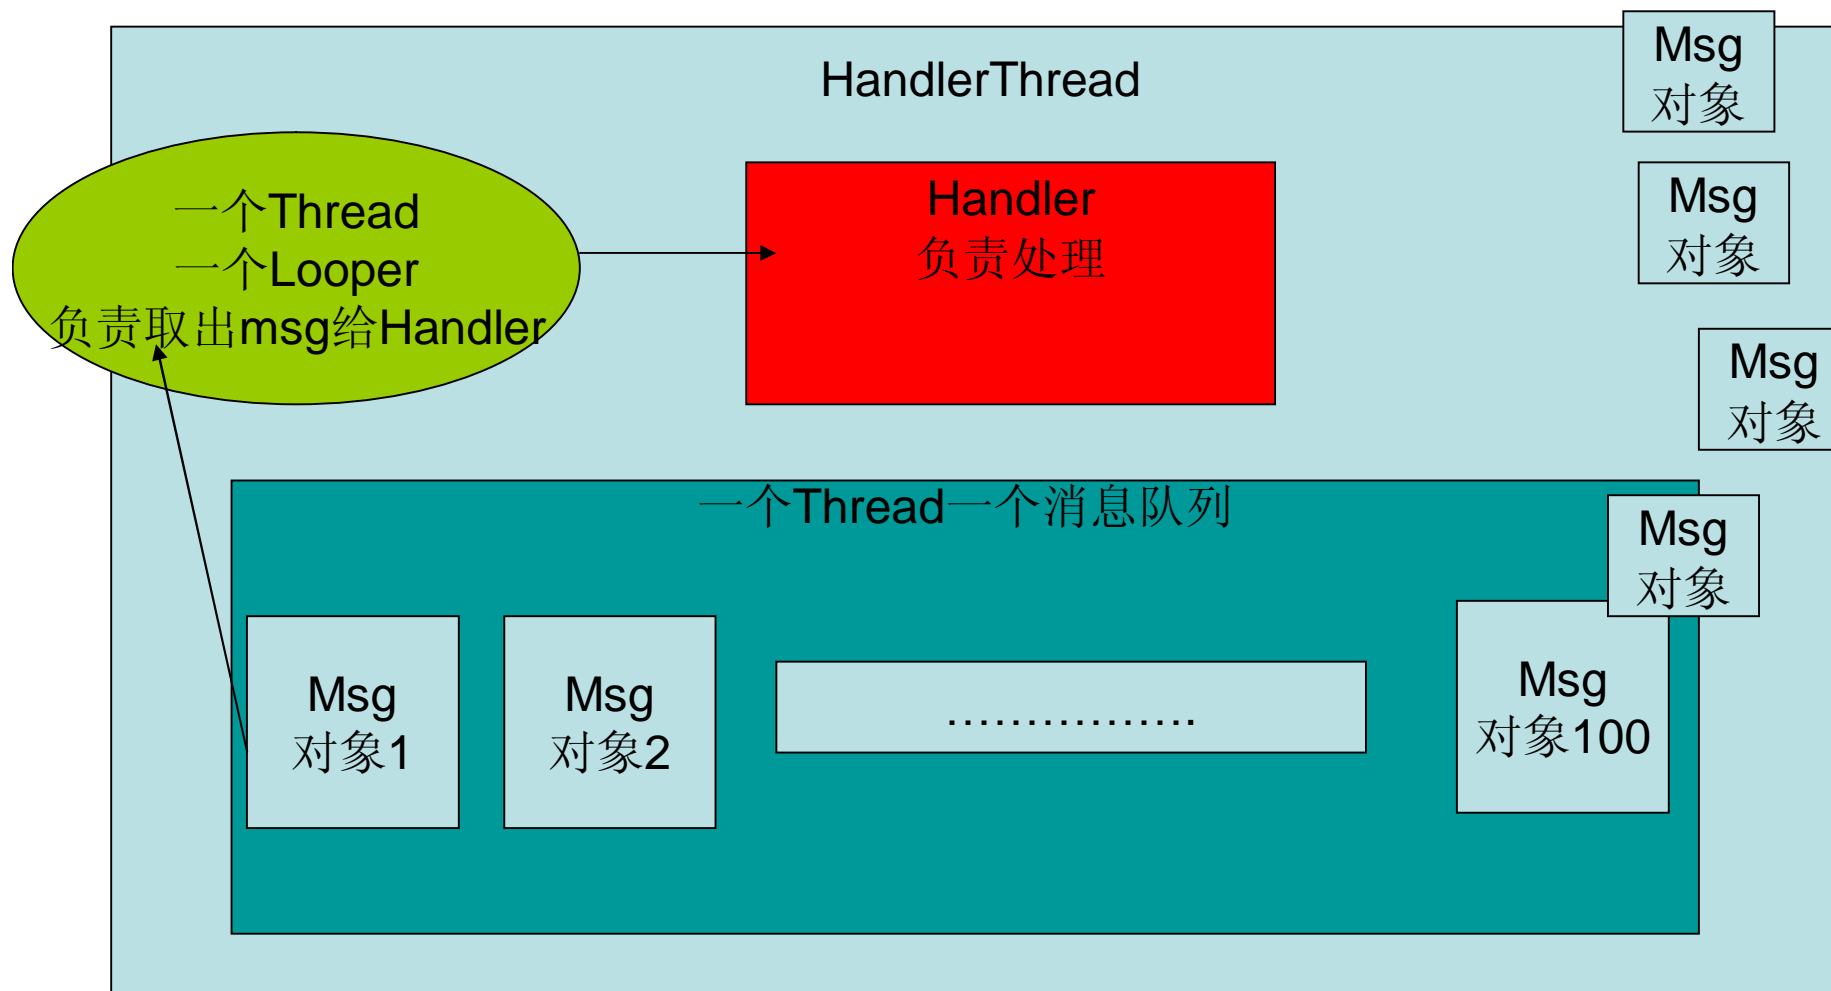 HandlerThread
Msg
对象
Msg
对象
Msg
对象
Msg
对象
一个Thread
一个Looper
负责取出msg给Handler
Handler
负责处理
一个Thread一个消息队列
Msg
对象1
Msg
对象2
................
Msg
对象100